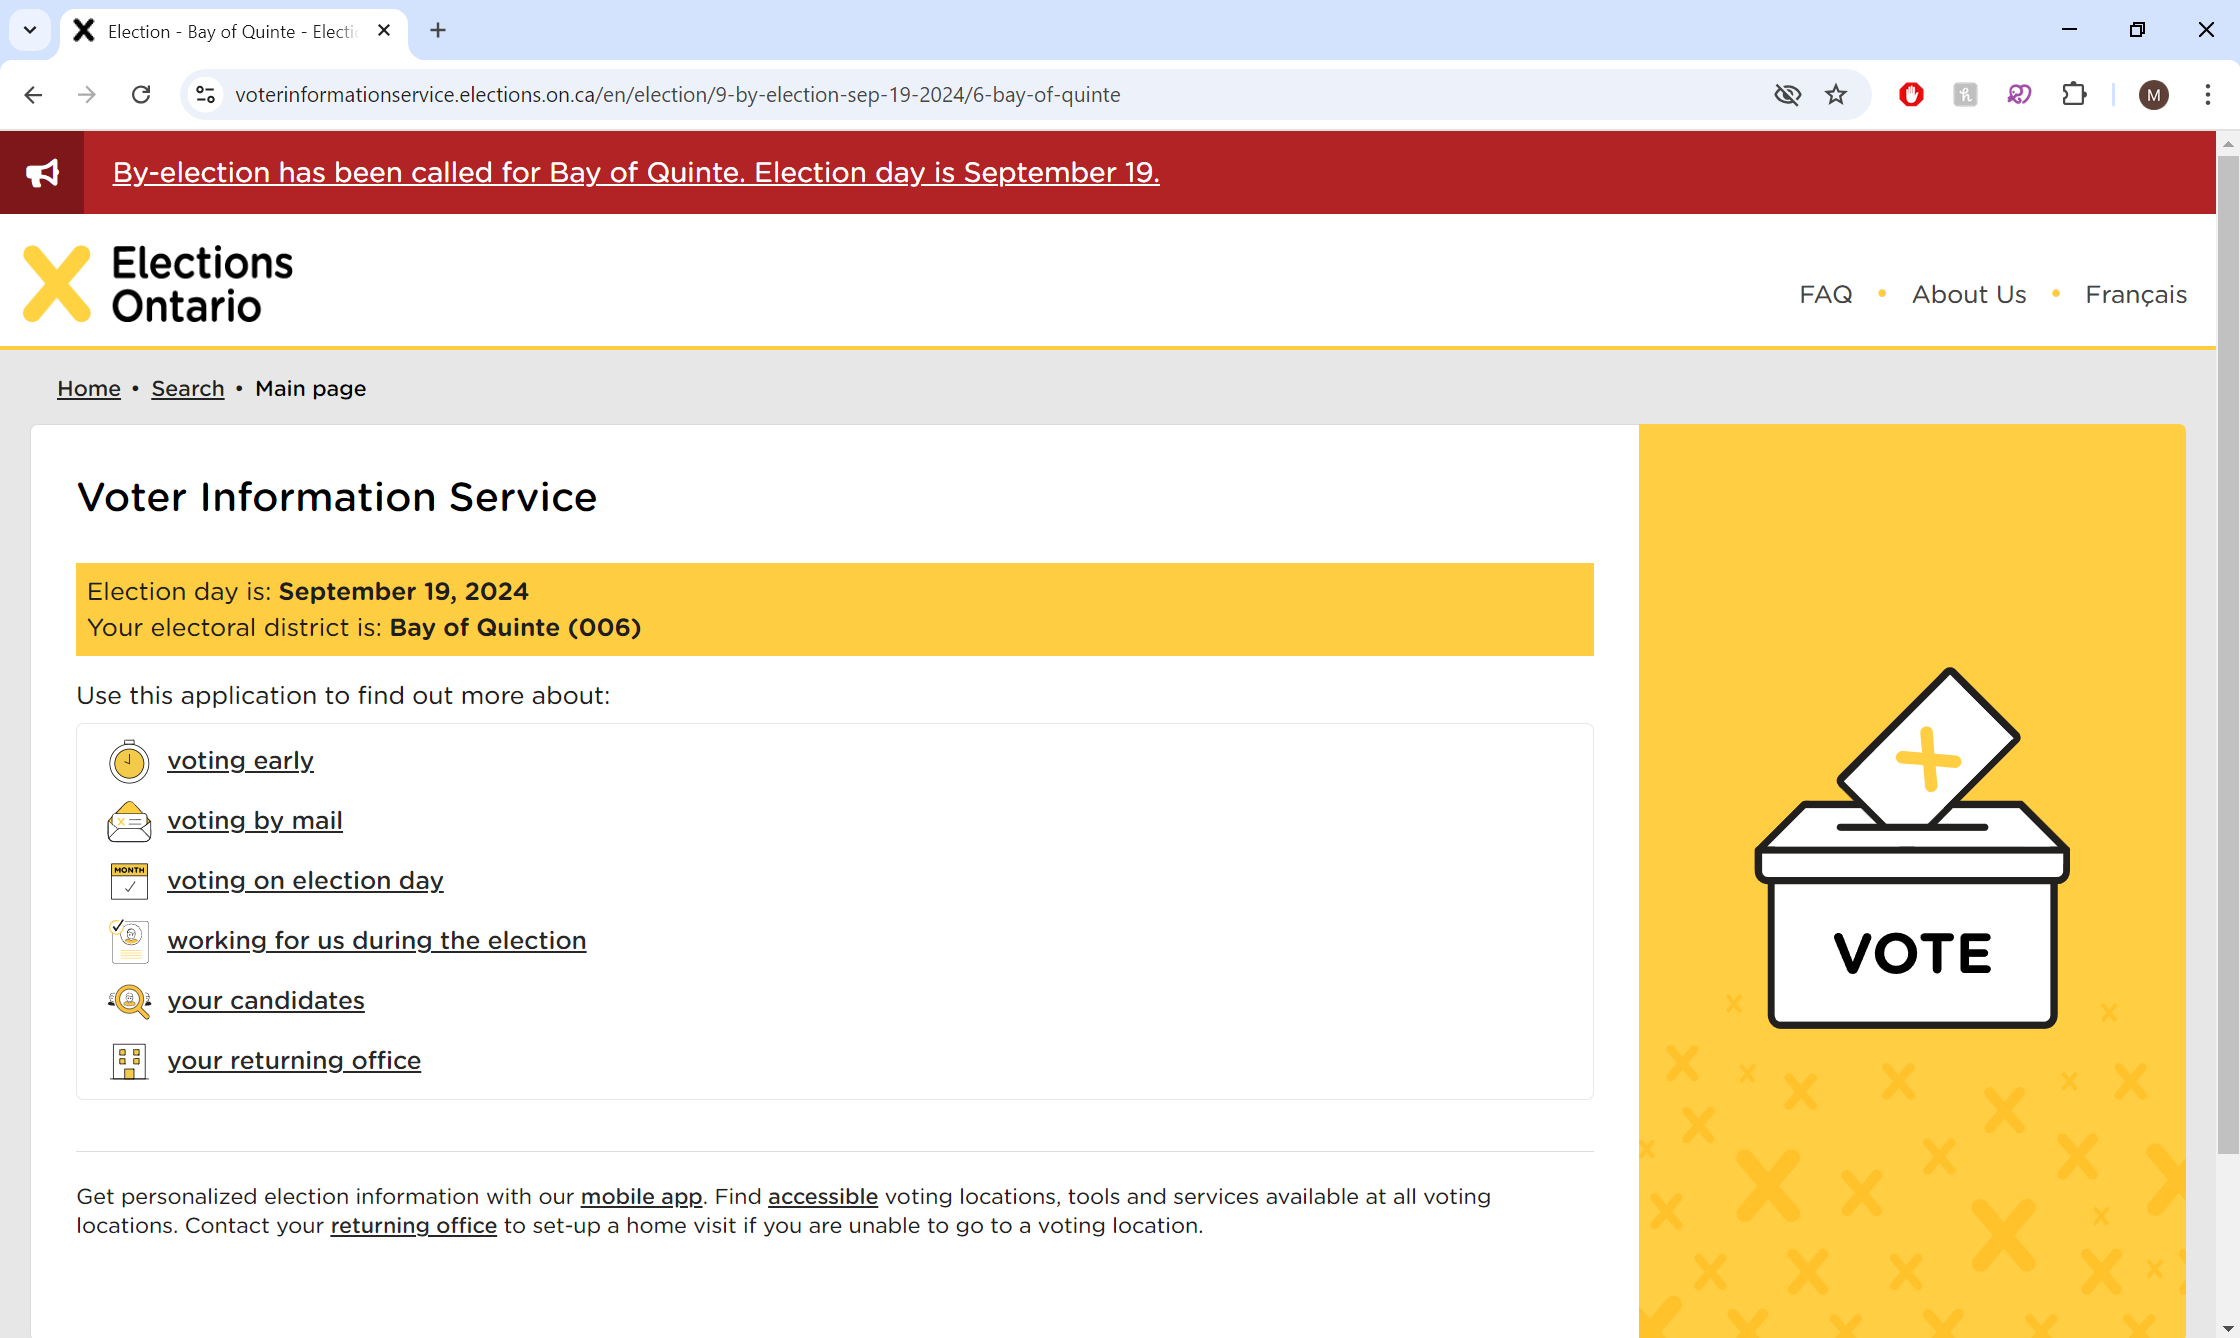 Election - Bay of Quinte - Electi
voterinformationservice.elections.on.ca/en/election/9-by-election-sep-19-2024/6-bay-of-quinte
M
By-election has been called for Bay of Quinte. Election day is September 19.
Elections
Ontario
FAQ • About Us • Français
Home • Search • Main page
Voter Information Service
Election day is: September 19, 2024
Your electoral district is: Bay of Quinte (006)
Use this application to find out more about:
voting early
voting by mail
MONTH
voting on election day
working for us during the election
your candidates
your returning office
VOTE
Get personalized election information with our mobile app. Find accessible voting locations, tools and services available at all voting
locations. Contact your returning office to set-up a home visit if you are unable to go to a voting location.